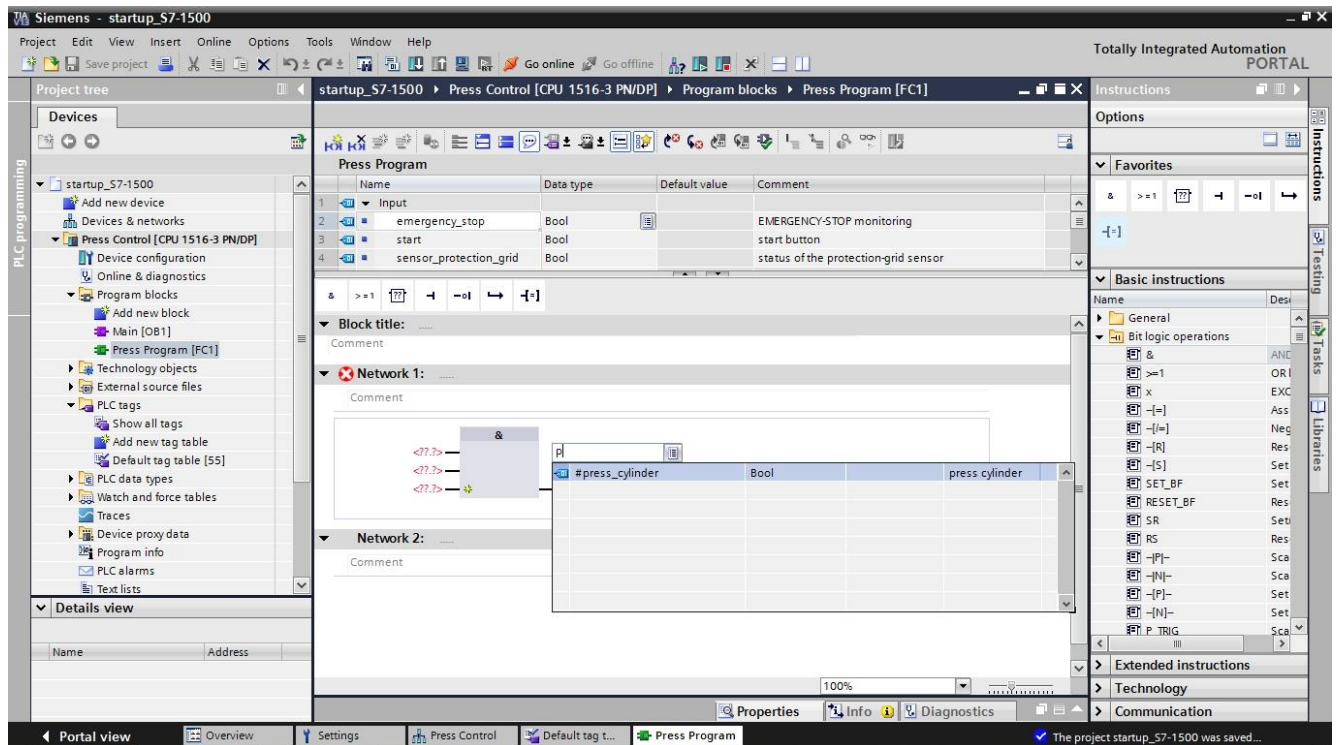 Siemens - startup_S7-1500
Project Edit View Insert Online Options Tools Window Help
Totally Integrated Automation
PORTAL
Save project
Go online Go offline
Project tree
startup_S7-1500 Press Control [CPU 1516-3 PN/DP] Program blocks Press Program [FC1]
Instructions
Devices
Options
Press Program
Favorites
Name Data type Default value Comment
1 Input
2 emergency_stop Bool EMERGENCY-STOP monitoring
3 start Bool start button
4 sensor_protection_grid Bool status of the protection-grid sensor
& >=1 ?? -[=]
& >=1 ??
-[=]
startup_S7-1500
Add new device
Devices & networks
Press Control [CPU 1516-3 PN/DP]
Device configuration
Online & diagnostics
Program blocks
Add new block
Main [OB1]
Press Program [FC1]
Technology objects
External source files
PLC tags
Show all tags
Add new tag table
Default tag table [55]
PLC data types
Watch and force tables
Traces
Device proxy data
Program info
PLC alarms
Text lists
Details view
Name Address
Block title: .....
Comment
Network 1: .....
Comment
&
<??.?>
<??.?>
<??.?>
p
#press_cylinder Bool press cylinder
Network 2: .....
Comment
100%
Properties Info Diagnostics
Basic instructions
Name Des
General
Bit logic operations
& AND
>=1 OR
x EXC
-[=] Ass
-[/=] Neg
-[R] Res
-[S] Set
SET_BF Set
RESET_BF Res
SR Set
RS Res
-|P|- Sca
-|N|- Sca
-[P]- Set
-[N]- Set
P_TRIG Sca
Extended instructions
Technology
Communication
PLC programming
Instructions
Testing
Tasks
Libraries
Portal view Overview Settings Press Control Default tag t... Press Program The project startup_S7-1500 was saved...